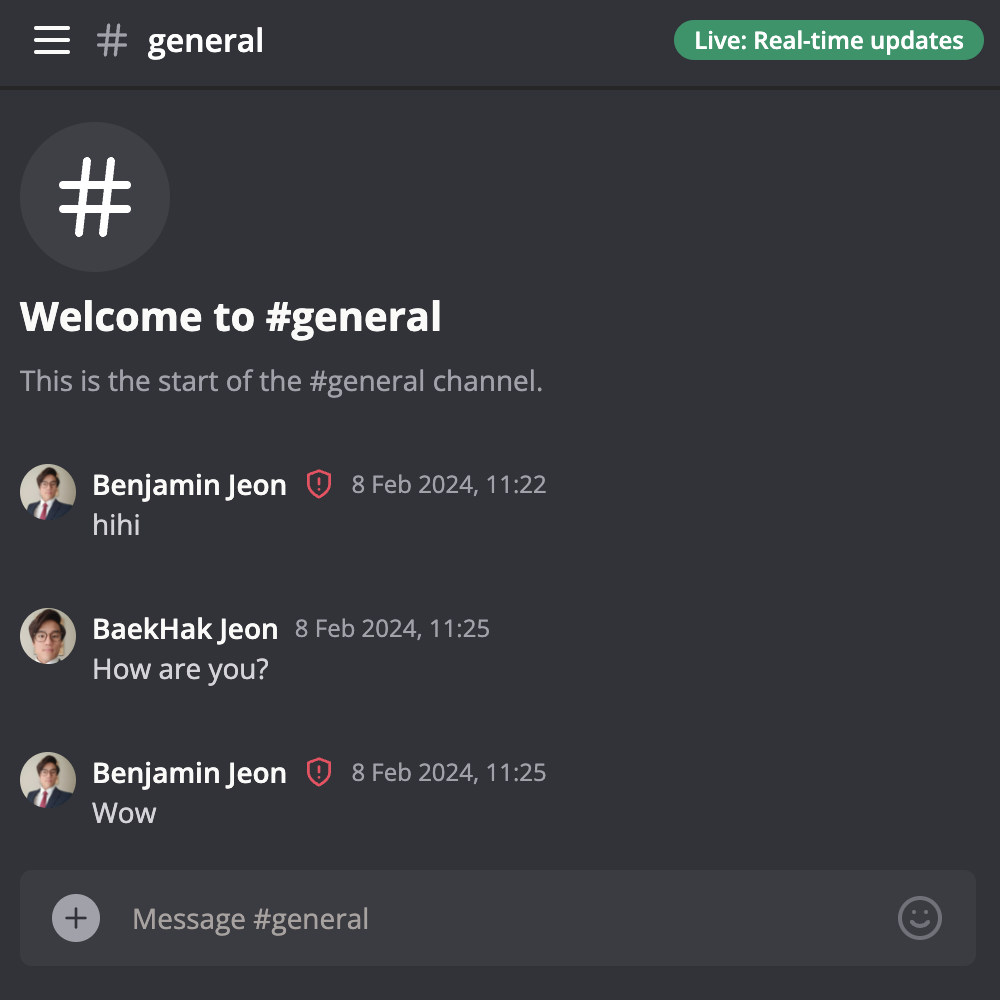 # general
Live: Real-time updates
#
Welcome to #general
This is the start of the #general channel.
Benjamin Jeon 8 Feb 2024, 11:22
hihi
BaekHak Jeon 8 Feb 2024, 11:25
How are you?
Benjamin Jeon 8 Feb 2024, 11:25
Wow
Message #general